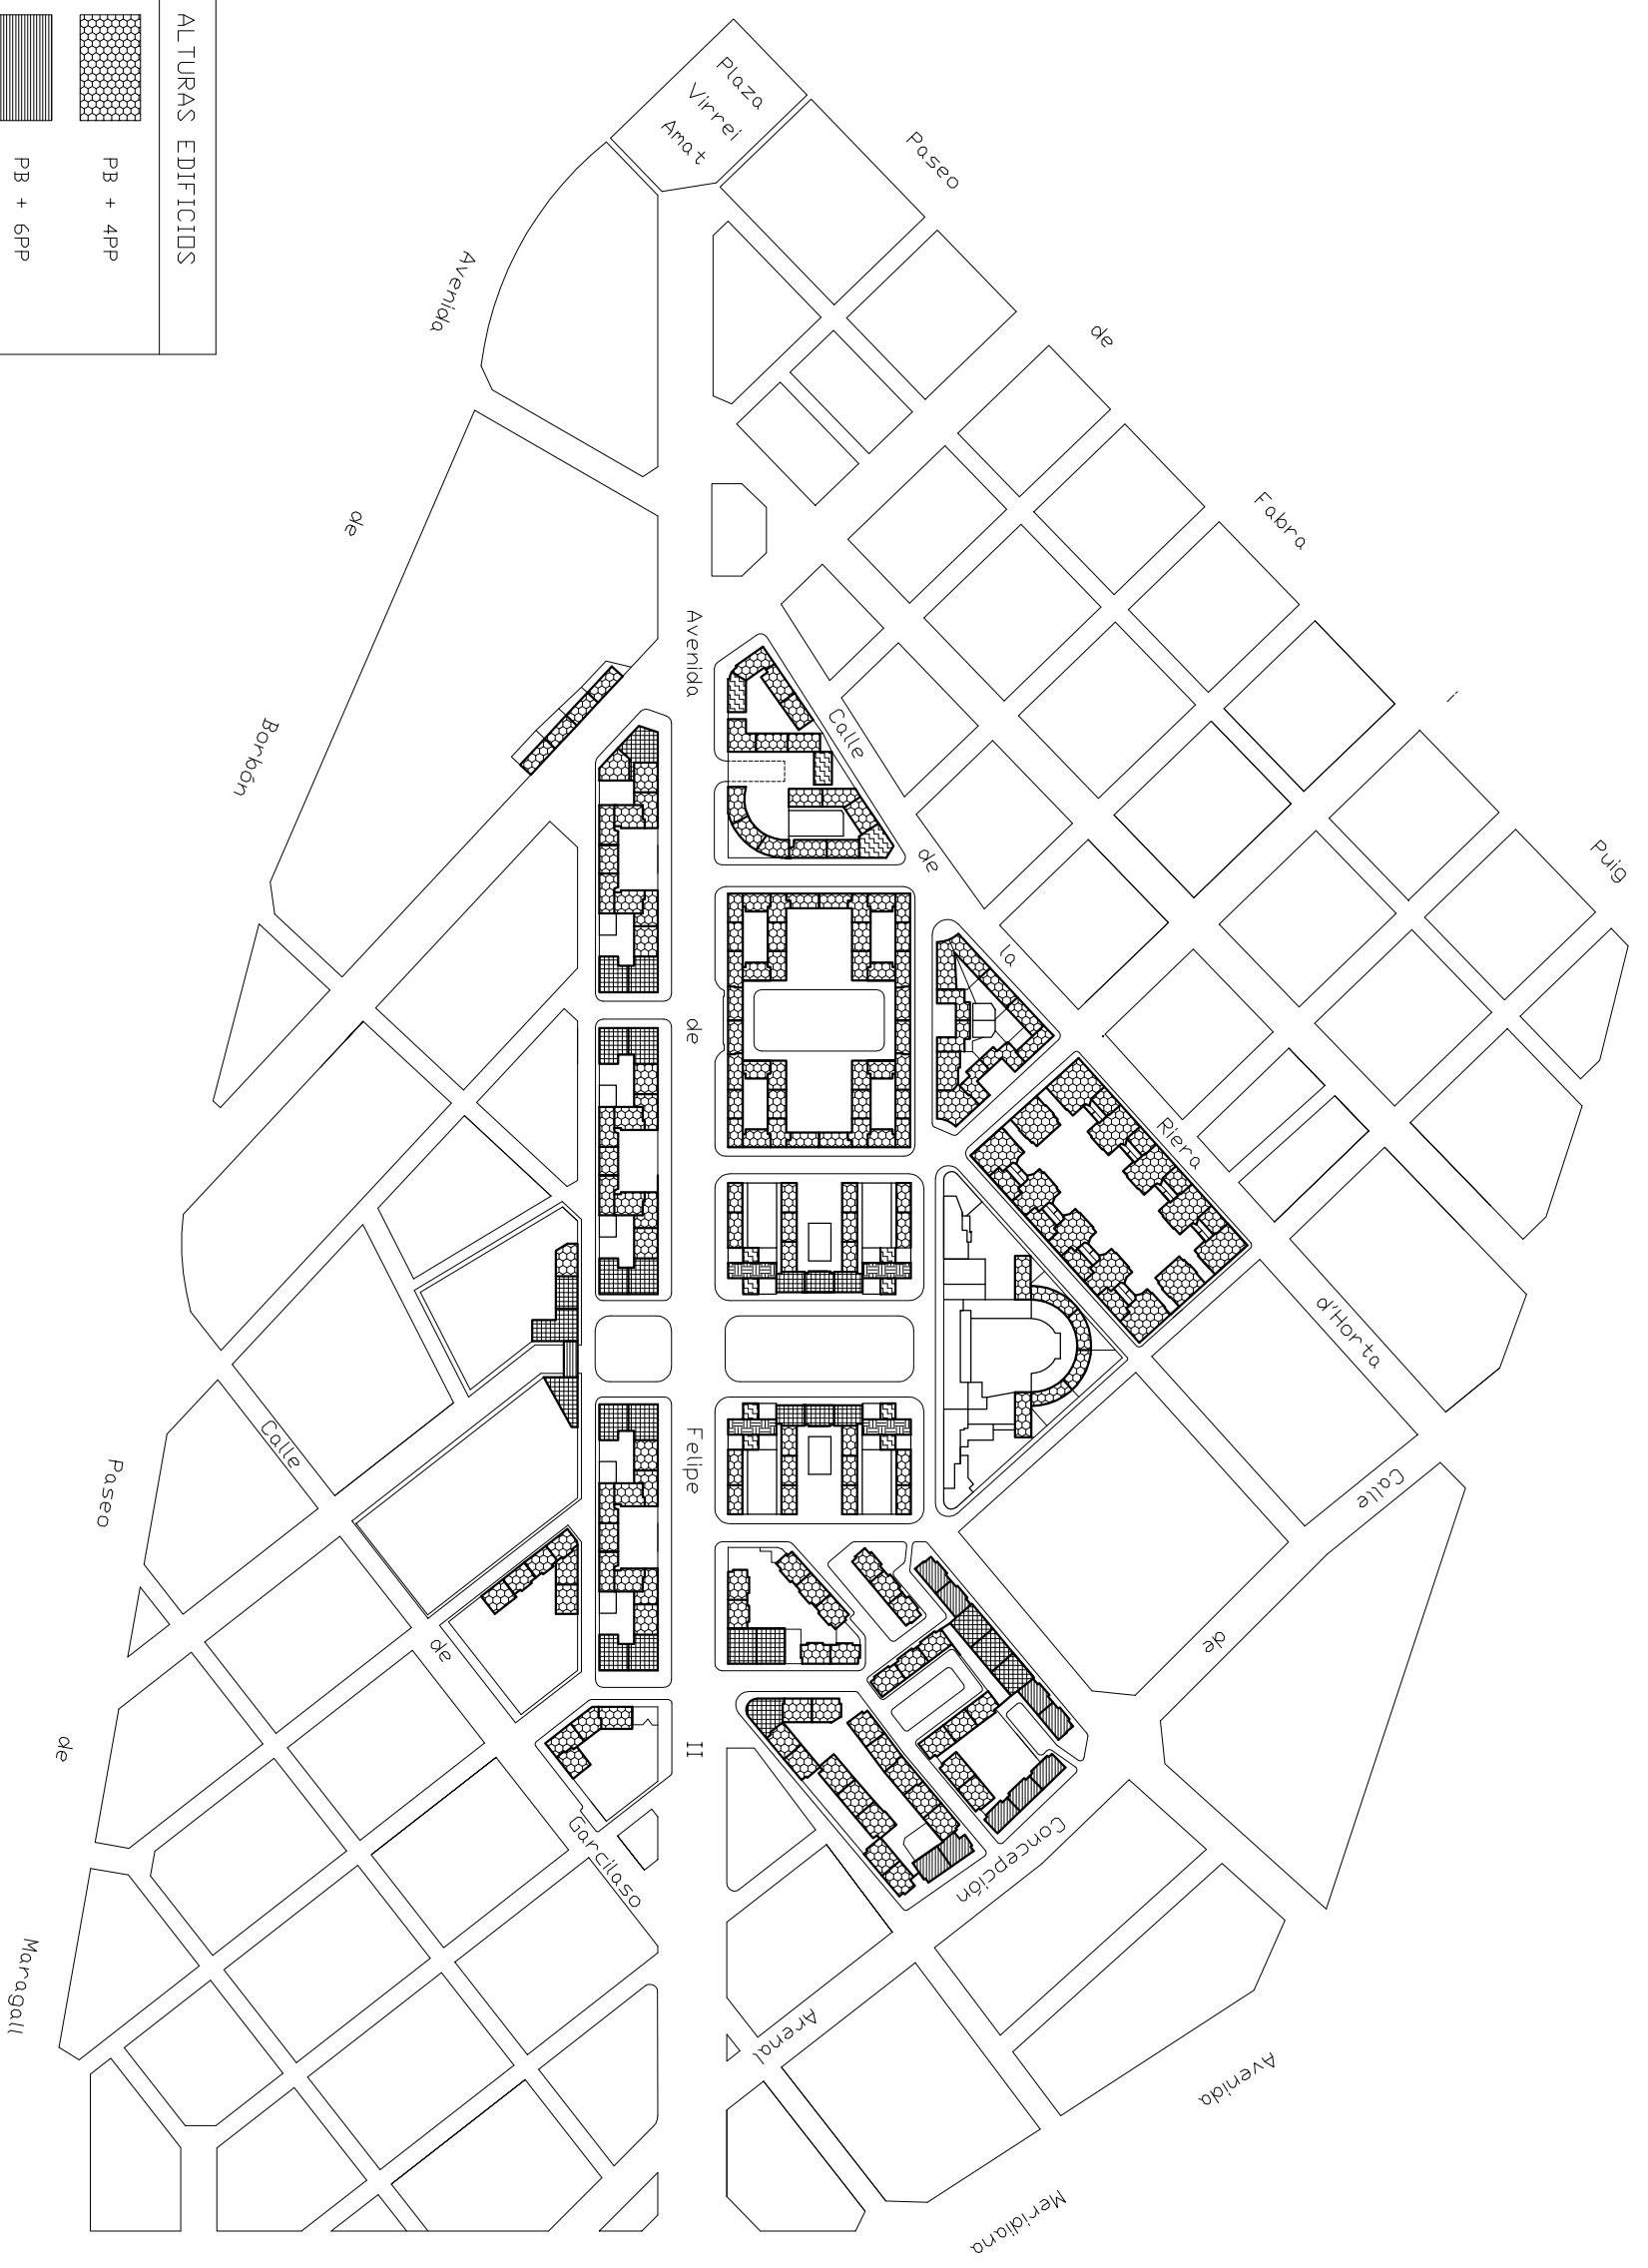 ALTURAS EDIFICIOS
PB + 4PP
PB + 6PP
Plaza
Virrei
Amat
Paseo
de
Fabra
i
Puig
Avenida
de
Borbón
Avenida
de
Felipe
II
Calle
de
la
Riera
d'Horta
Calle
de
Concepción
Arenal
Calle
de
Garcilaso
Paseo
de
Maragall
Avenida
Meridiana